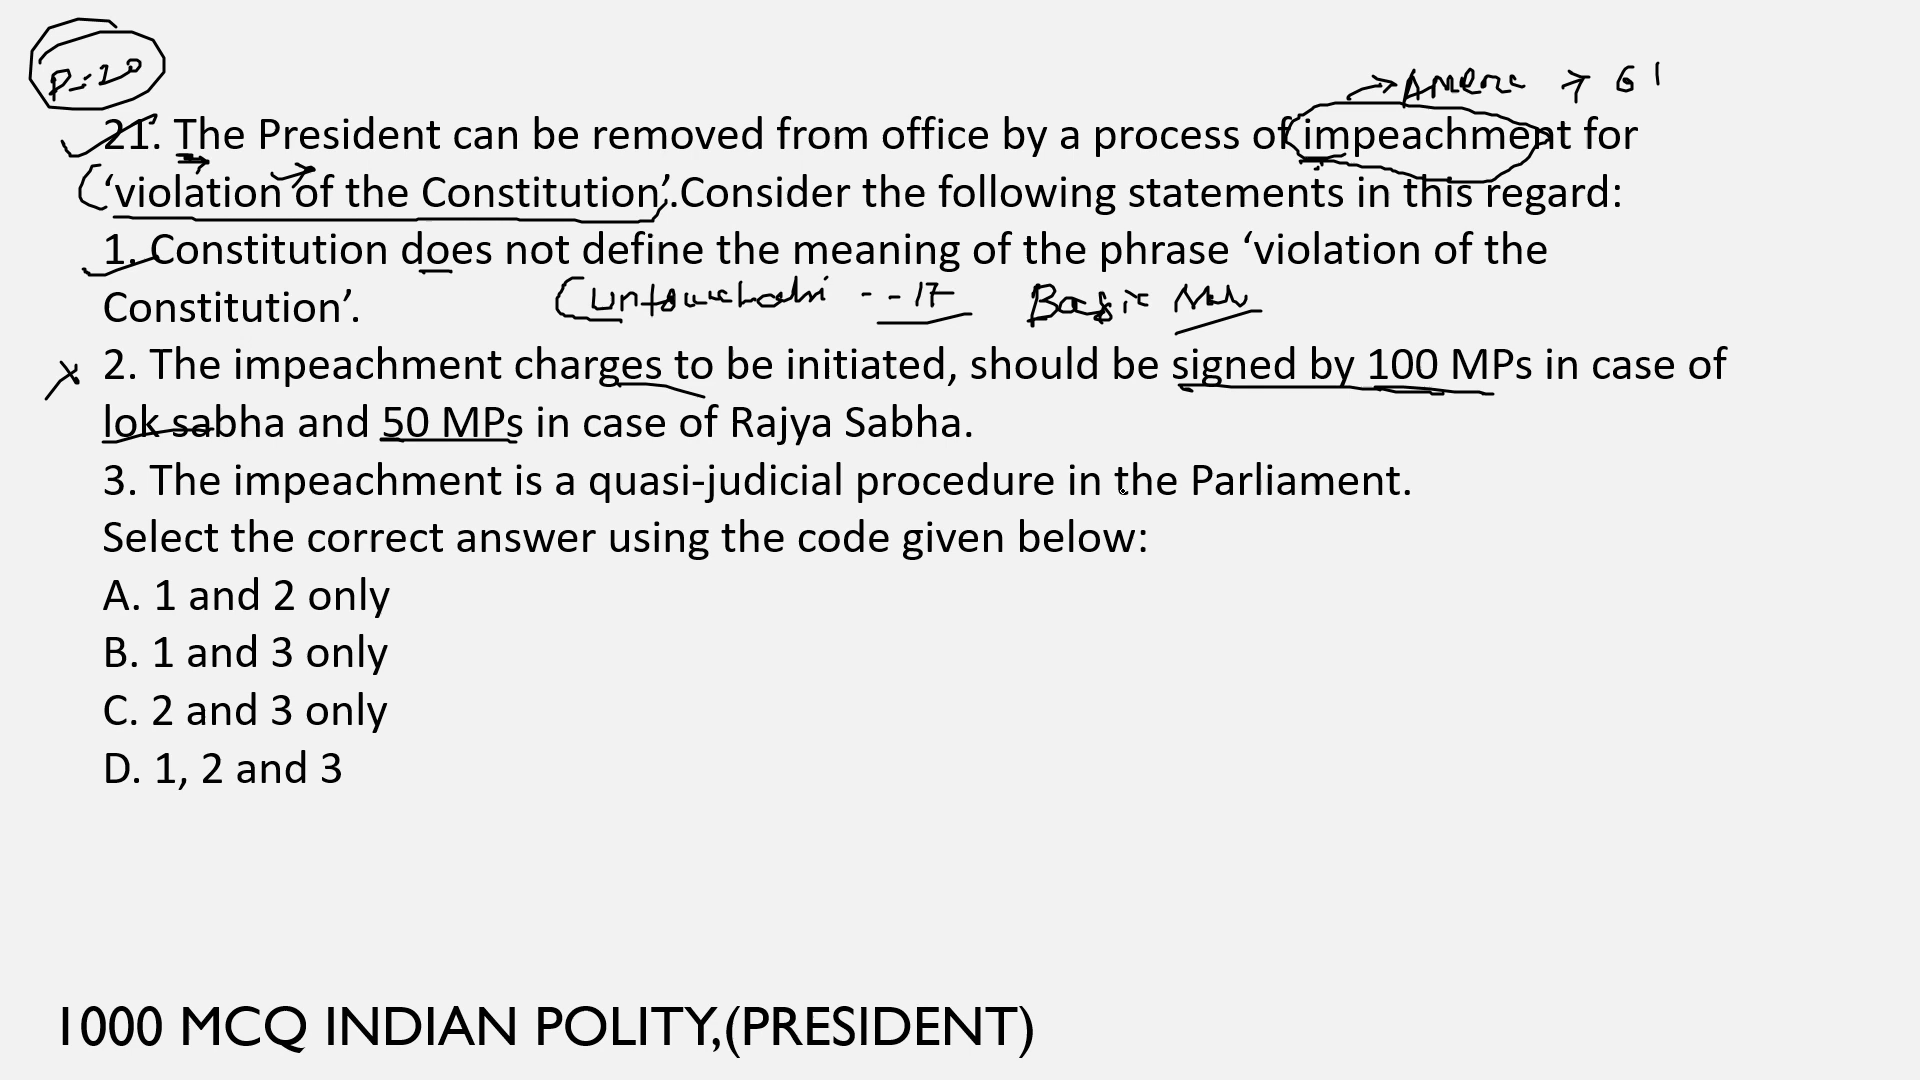 P-20
→ Americ → 61
21. The President can be removed from office by a process of impeachment for
‘violation of the Constitution’.Consider the following statements in this regard:
1. Constitution does not define the meaning of the phrase ‘violation of the
Constitution’.
- - 17 Basic
2. The impeachment charges to be initiated, should be signed by 100 MPs in case of
lok sabha and 50 MPs in case of Rajya Sabha.
3. The impeachment is a quasi-judicial procedure in the Parliament.
Select the correct answer using the code given below:
A. 1 and 2 only
B. 1 and 3 only
C. 2 and 3 only
D. 1, 2 and 3
1000 MCQ INDIAN POLITY,(PRESIDENT)